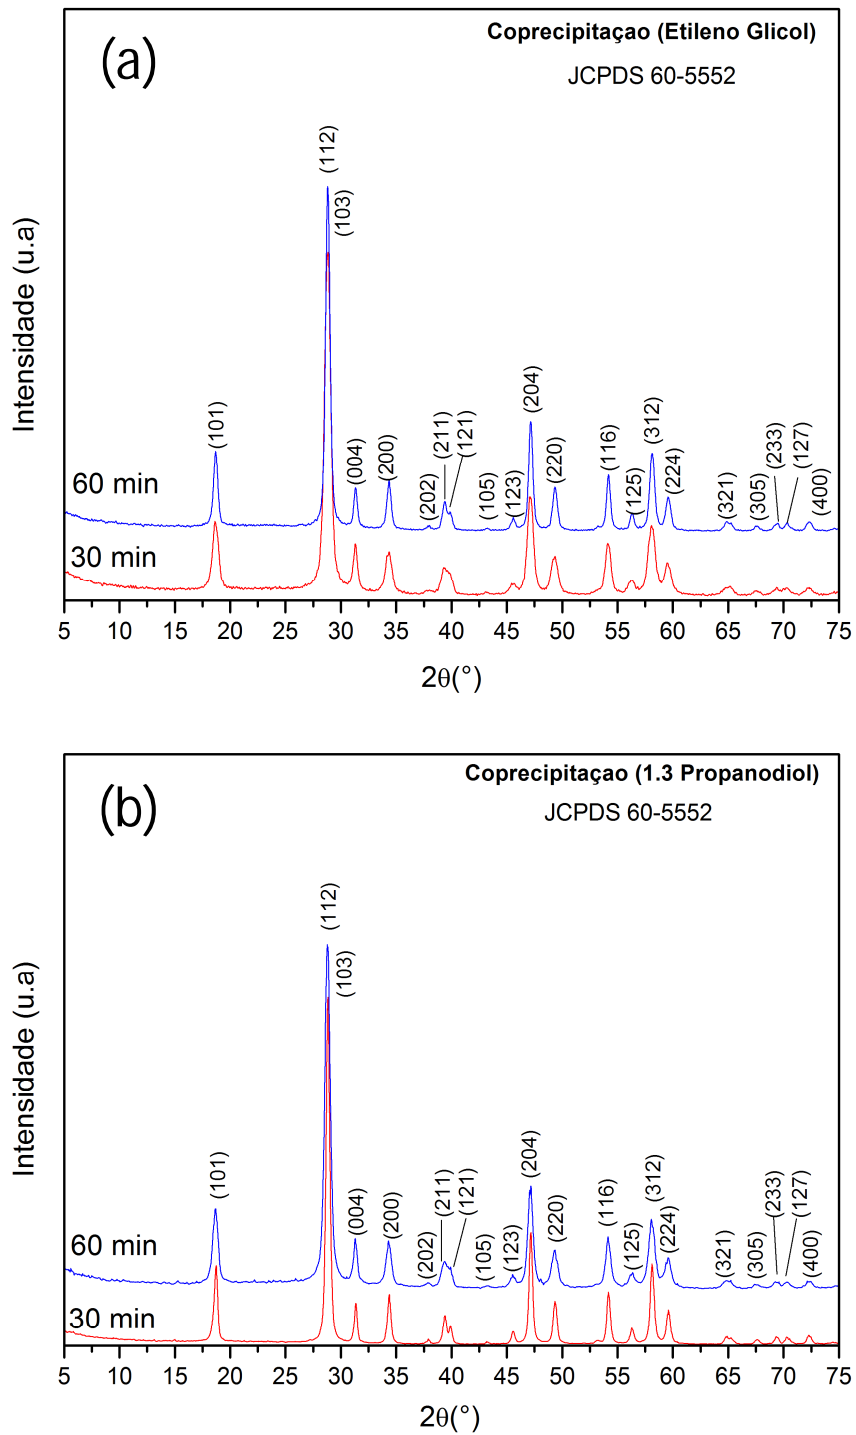 (a)
Coprecipitaçao (Etileno Glicol)
JCPDS 60-5552
Intensidade (u.a)
(101)
(112)
(103)
(004)
(200)
(202)
(211)
(121)
(105)
(123)
(204)
(220)
(116)
(125)
(312)
(224)
(321)
(305)
(233)
(127)
(400)
60 min
30 min
5 10 15 20 25 30 35 40 45 50 55 60 65 70 75
2θ(°)
(b)
Coprecipitaçao (1.3 Propanodiol)
JCPDS 60-5552
Intensidade (u.a)
(101)
(112)
(103)
(004)
(200)
(202)
(211)
(121)
(105)
(123)
(204)
(220)
(116)
(125)
(312)
(224)
(321)
(305)
(233)
(127)
(400)
60 min
30 min
5 10 15 20 25 30 35 40 45 50 55 60 65 70 75
2θ(°)